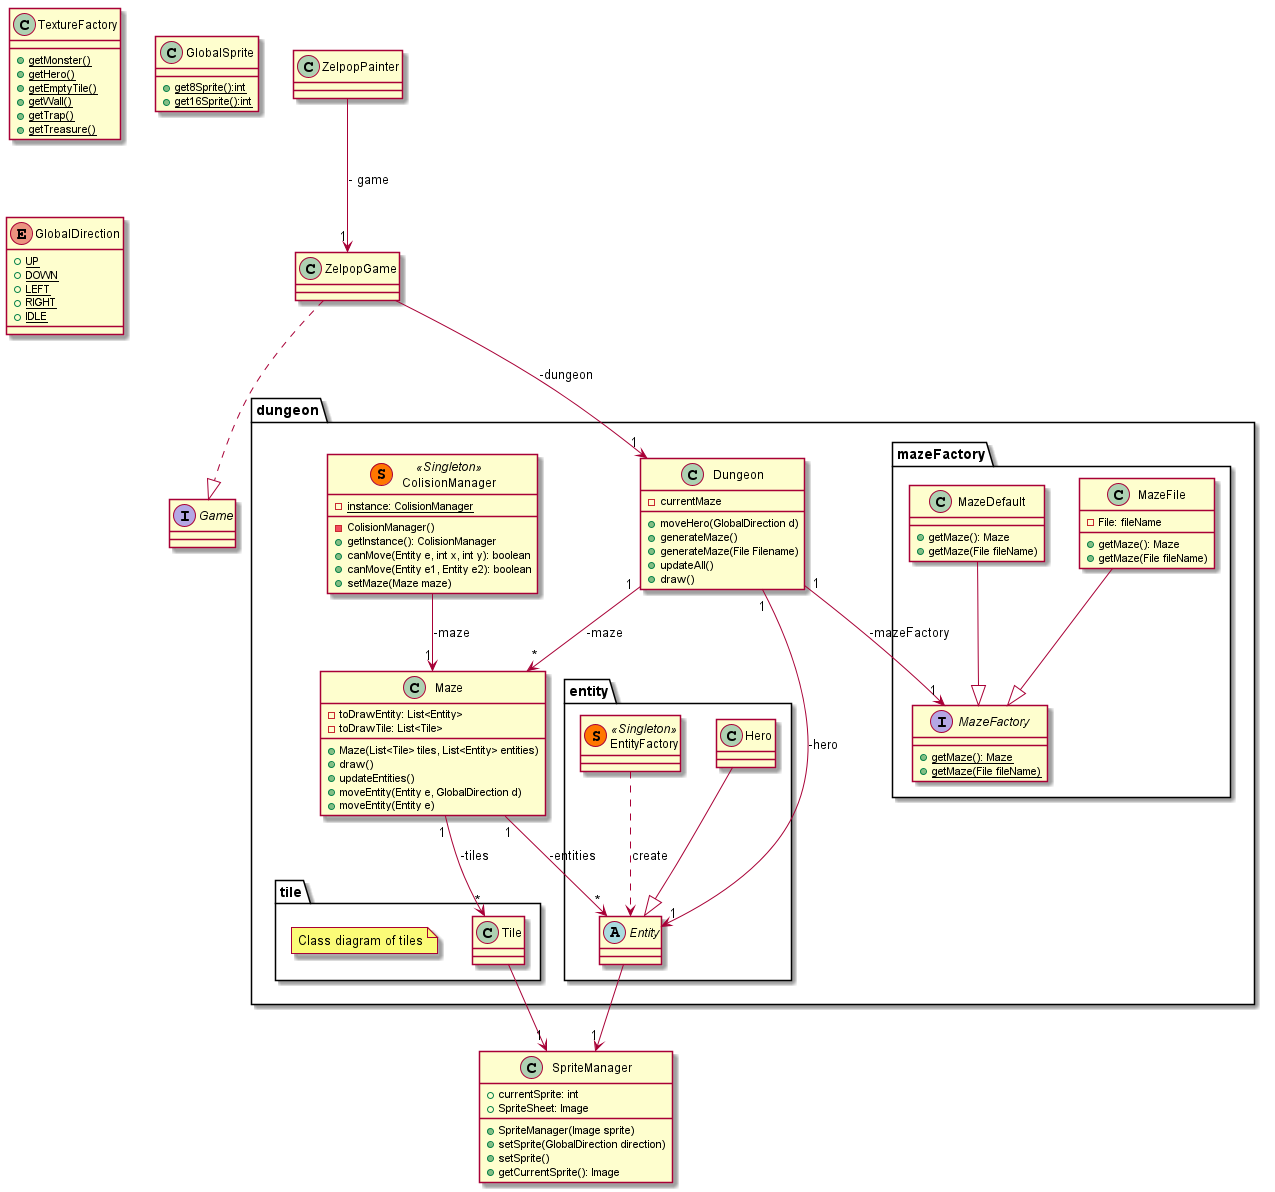 C TextureFactory
getMonster()
getHero()
getEmptyTile()
getWall()
getTrap()
getTreasure()
C GlobalSprite
get8Sprite():int
get16Sprite():int
C ZelpopPainter
- game
1
E GlobalDirection
UP
DOWN
LEFT
RIGHT
IDLE
C ZelpopGame
-dungeon
1
I Game
dungeon
S «Singleton»
ColisionManager
instance: ColisionManager
ColisionManager()
getInstance(): ColisionManager
canMove(Entity e, int x, int y): boolean
canMove(Entity e1, Entity e2): boolean
setMaze(Maze maze)
-maze
1
C Dungeon
currentMaze
moveHero(GlobalDirection d)
generateMaze()
generateMaze(File Filename)
updateAll()
draw()
1
-maze
*
1
-hero
1
1
-mazeFactory
1
mazeFactory
C MazeDefault
getMaze(): Maze
getMaze(File fileName)
C MazeFile
File: fileName
getMaze(): Maze
getMaze(File fileName)
I MazeFactory
getMaze(): Maze
getMaze(File fileName)
C Maze
toDrawEntity: List<Entity>
toDrawTile: List<Tile>
Maze(List<Tile> tiles, List<Entity> entities)
draw()
updateEntities()
moveEntity(Entity e, GlobalDirection d)
moveEntity(Entity e)
1
-tiles
*
1
-entities
*
entity
S «Singleton»
EntityFactory
C Hero
create
A Entity
tile
Class diagram of tiles
C Tile
1
1
C SpriteManager
currentSprite: int
SpriteSheet: Image
SpriteManager(Image sprite)
setSprite(GlobalDirection direction)
setSprite()
getCurrentSprite(): Image